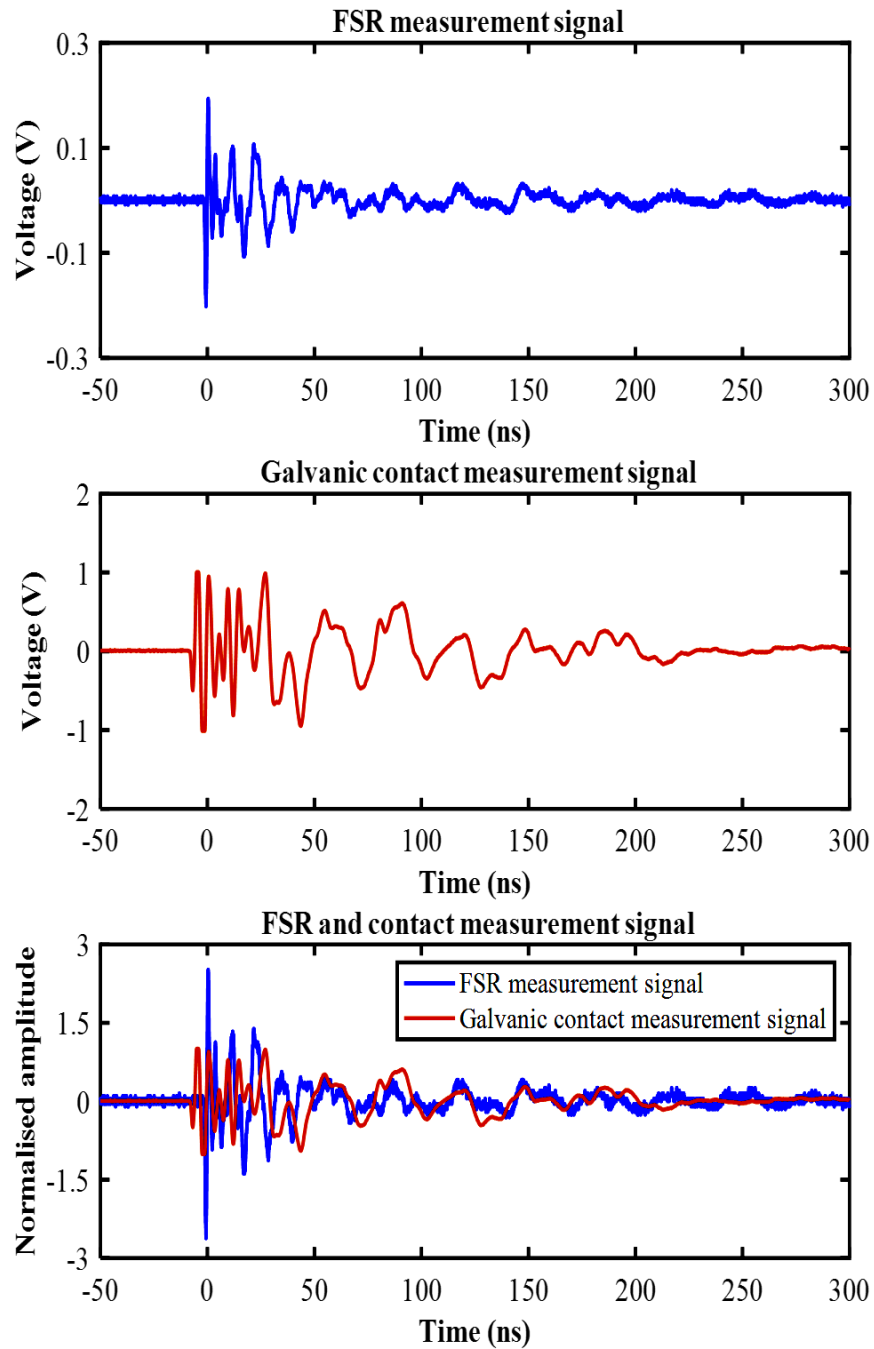 FSR measurement signal
0.3
0.1
-0.1
-0.3
Voltage (V)
-50 0 50 100 150 200 250 300
Time (ns)
Galvanic contact measurement signal
2
1
0
-1
-2
Voltage (V)
-50 0 50 100 150 200 250 300
Time (ns)
FSR and contact measurement signal
3
1.5
0
-1.5
-3
Normalised amplitude
FSR measurement signal
Galvanic contact measurement signal
-50 0 50 100 150 200 250 300
Time (ns)